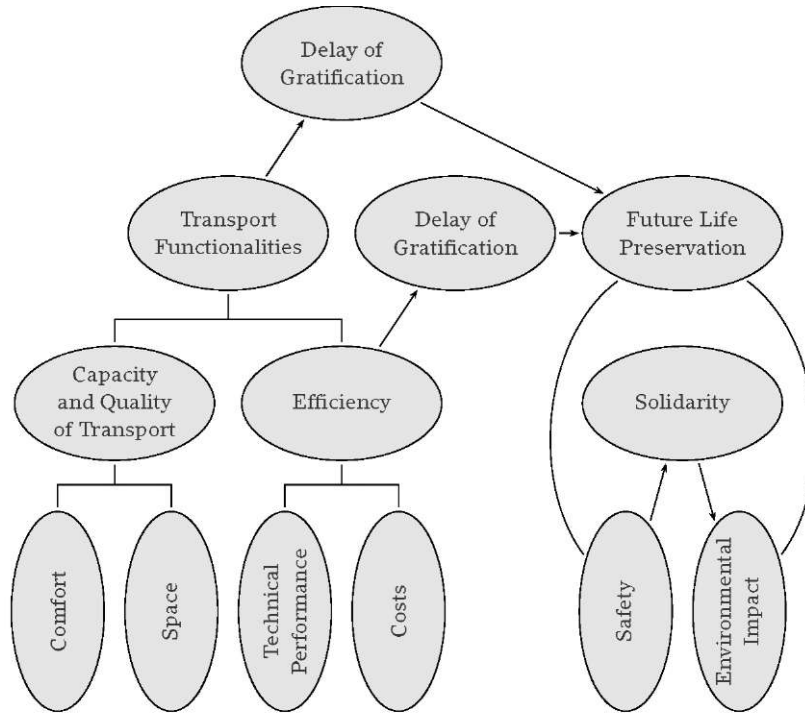 Delay of
Gratification
Transport
Functionalities
Delay of
Gratification
Future Life
Preservation
Capacity
and Quality
of Transport
Efficiency
Solidarity
Comfort
Space
Technical
Performance
Costs
Safety
Environmental
Impact